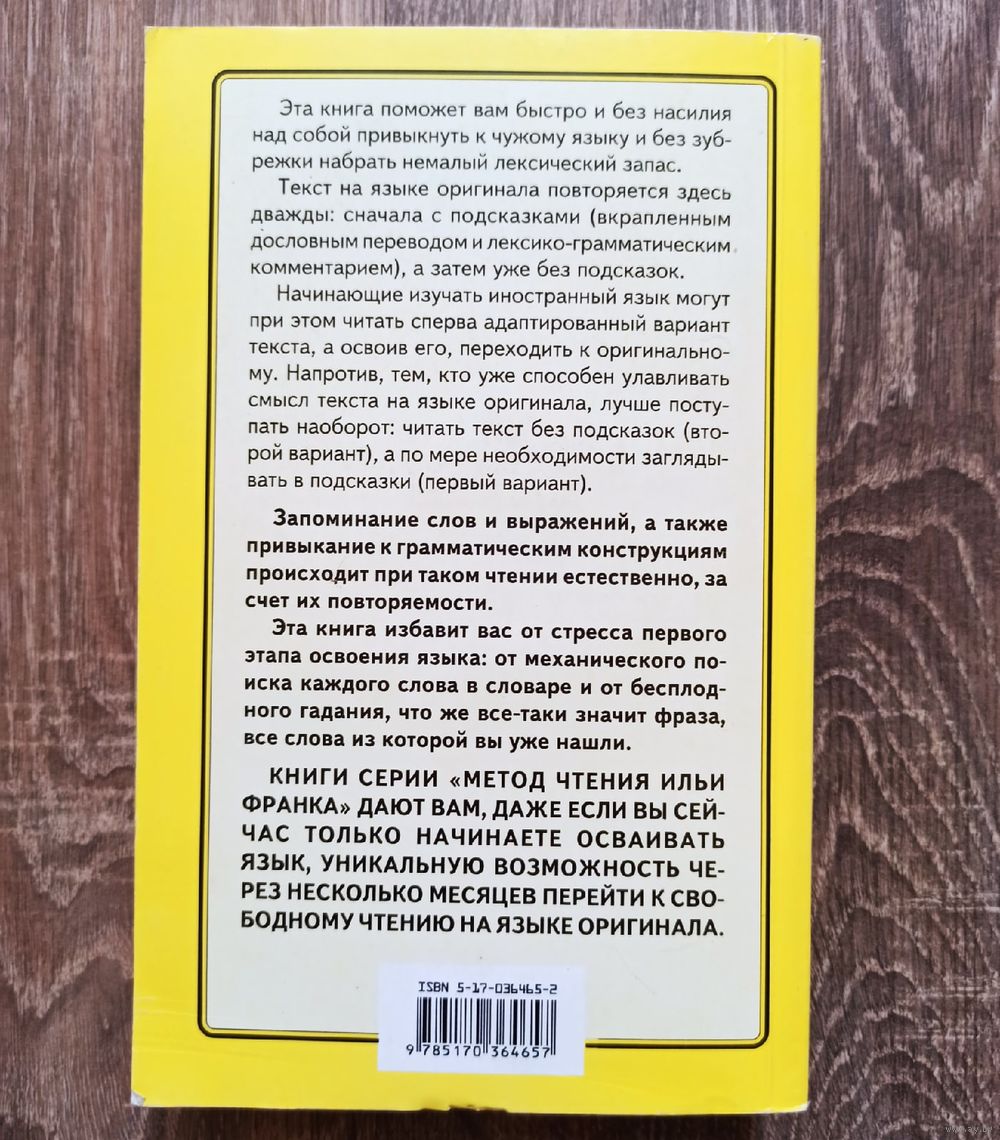 Эта книга поможет вам быстро и без насилия
над собой привыкнуть к чужому языку и без зуб-
режки набрать немалый лексический запас.
Текст на языке оригинала повторяется здесь
дважды: сначала с подсказками (вкрапленным
дословным переводом и лексико-грамматическим
комментарием), а затем уже без подсказок.
Начинающие изучать иностранный язык могут
при этом читать сперва адаптированный вариант
текста, а освоив его, переходить к оригинально-
му. Напротив, тем, кто уже способен улавливать
смысл текста на языке оригинала, лучше посту-
пать наоборот: читать текст без подсказок (вто-
рой вариант), а по мере необходимости загляды-
вать в подсказки (первый вариант).
Запоминание слов и выражений, а также
привыкание к грамматическим конструкциям
происходит при таком чтении естественно, за
счет их повторяемости.
Эта книга избавит вас от стресса первого
этапа освоения языка: от механического по-
иска каждого слова в словаре и от бесплод-
ного гадания, что же все-таки значит фраза,
все слова из которой вы уже нашли.
КНИГИ СЕРИИ «МЕТОД ЧТЕНИЯ ИЛЬИ
ФРАНКА» ДАЮТ ВАМ, ДАЖЕ ЕСЛИ ВЫ СЕЙ-
ЧАС ТОЛЬКО НАЧИНАЕТЕ ОСВАИВАТЬ
ЯЗЫК, УНИКАЛЬНУЮ ВОЗМОЖНОСТЬ ЧЕ-
РЕЗ НЕСКОЛЬКО МЕСЯЦЕВ ПЕРЕЙТИ К СВО-
БОДНОМУ ЧТЕНИЮ НА ЯЗЫКЕ ОРИГИНАЛА.
ISBN 5-17-036465-2
9 785170 364657
www.ay.by